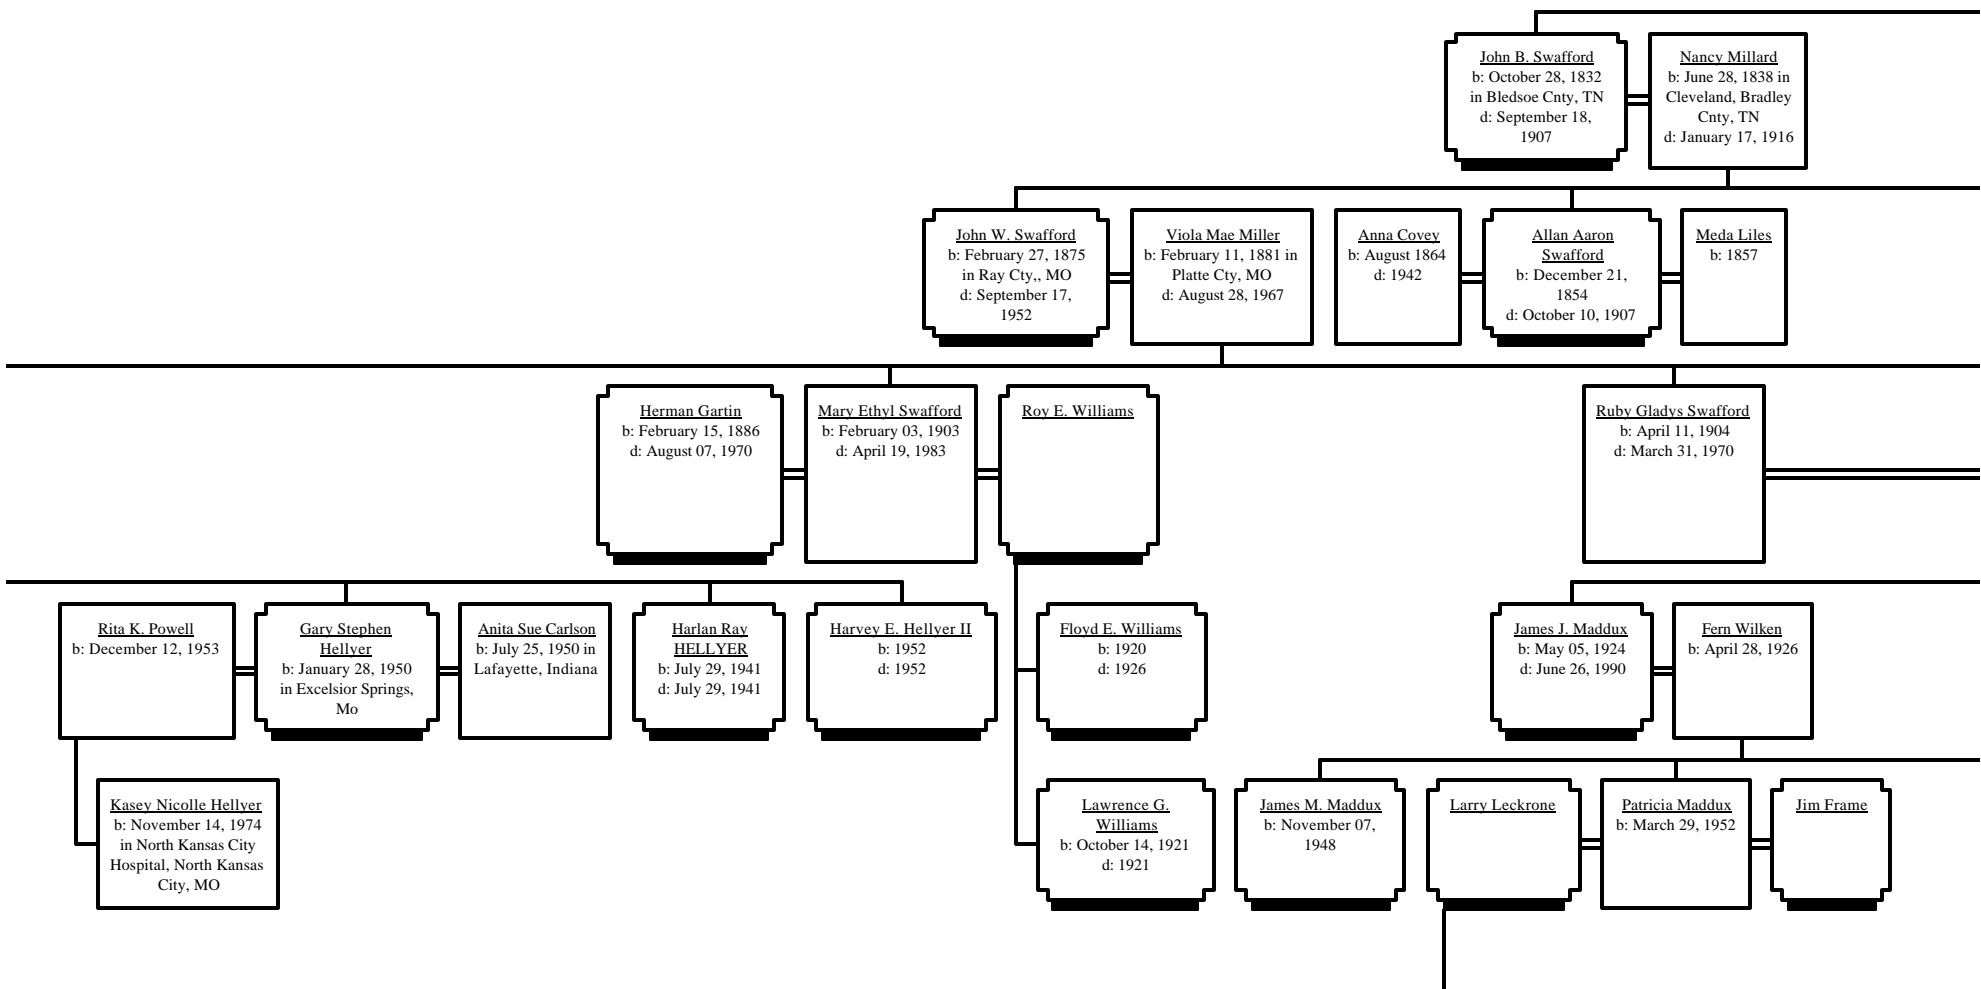 John B. Swafford
b: October 28, 1832
in Bledsoe Cnty, TN
d: September 18,
1907
Nancy Millard
b: June 28, 1838 in
Cleveland, Bradley
Cnty, TN
d: January 17, 1916
John W. Swafford
b: February 27, 1875
in Ray Cty,, MO
d: September 17,
1952
Viola Mae Miller
b: February 11, 1881 in
Platte Cty, MO
d: August 28, 1967
Anna Covey
b: August 1864
d: 1942
Allan Aaron
Swafford
b: December 21,
1854
d: October 10, 1907
Meda Liles
b: 1857
Herman Gartin
b: February 15, 1886
d: August 07, 1970
Mary Ethyl Swafford
b: February 03, 1903
d: April 19, 1983
Roy E. Williams
Ruby Gladys Swafford
b: April 11, 1904
d: March 31, 1970
Rita K. Powell
b: December 12, 1953
Gary Stephen
Hellyer
b: January 28, 1950
in Excelsior Springs,
Mo
Anita Sue Carlson
b: July 25, 1950 in
Lafayette, Indiana
Harlan Ray
HELLYER
b: July 29, 1941
d: July 29, 1941
Harvey E. Hellyer II
b: 1952
d: 1952
Floyd E. Williams
b: 1920
d: 1926
James J. Maddux
b: May 05, 1924
d: June 26, 1990
Fern Wilken
b: April 28, 1926
Kasey Nicolle Hellyer
b: November 14, 1974
in North Kansas City
Hospital, North Kansas
City, MO
Lawrence G.
Williams
b: October 14, 1921
d: 1921
James M. Maddux
b: November 07,
1948
Larry Leckrone
Patricia Maddux
b: March 29, 1952
Jim Frame